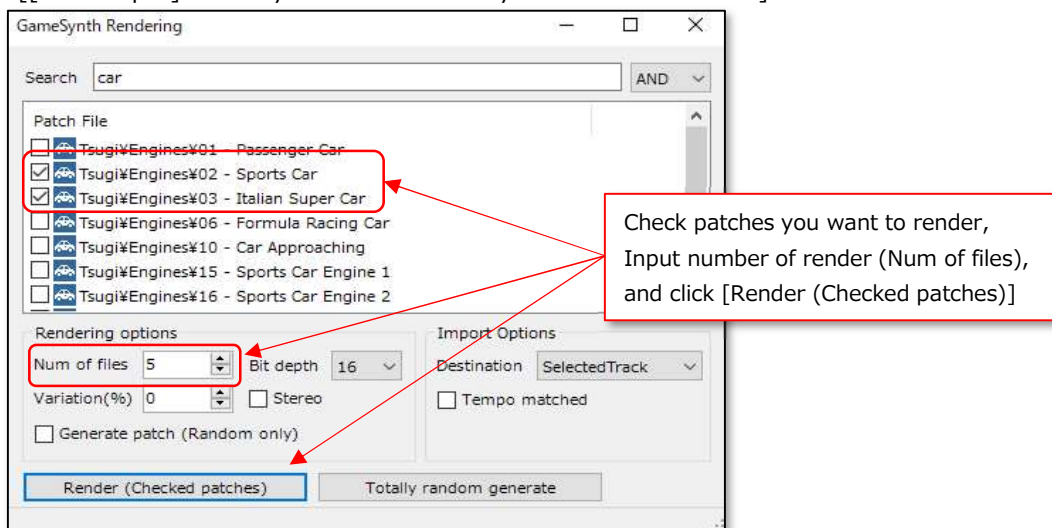 GameSynth Rendering
Search car AND
Patch File
Tsugi¥Engines¥01 - Passenger Car
Tsugi¥Engines¥02 - Sports Car
Tsugi¥Engines¥03 - Italian Super Car
Tsugi¥Engines¥06 - Formula Racing Car
Tsugi¥Engines¥10 - Car Approaching
Tsugi¥Engines¥15 - Sports Car Engine 1
Tsugi¥Engines¥16 - Sports Car Engine 2
Check patches you want to render,
Input number of render (Num of files),
and click [Render (Checked patches)]
Rendering options
Num of files 5 Bit depth 16
Variation(%) 0 Stereo
Generate patch (Random only)
Import Options
Destination SelectedTrack
Tempo matched
Render (Checked patches) Totally random generate